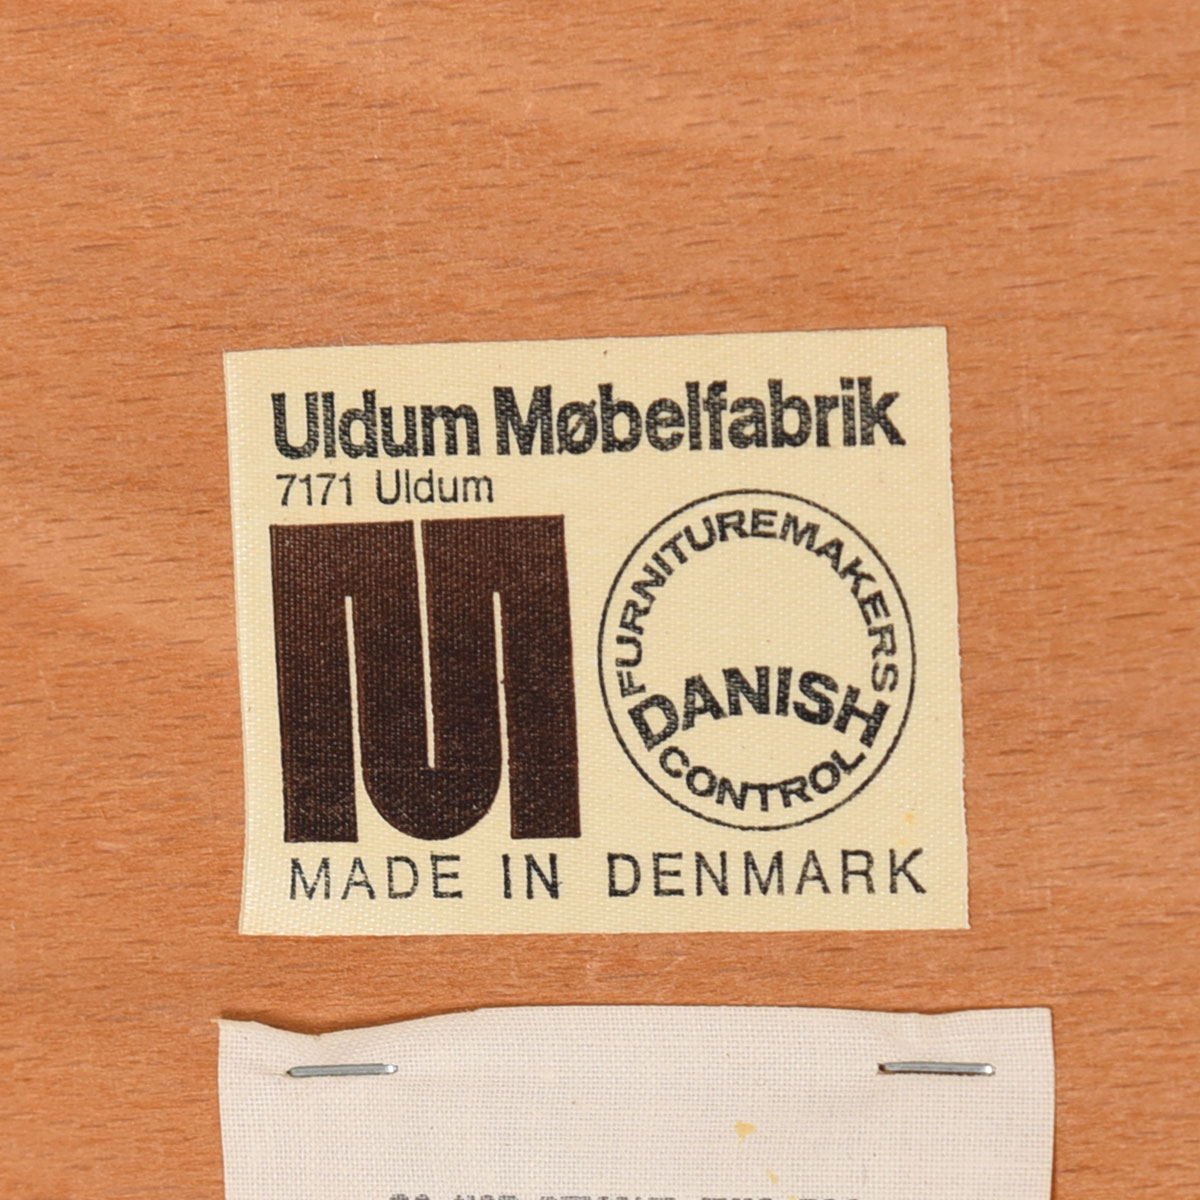 Uldum Møbelfabrik
7171 Uldum
FURNITUREMAKERS
DANISH
CONTROL
MADE IN DENMARK